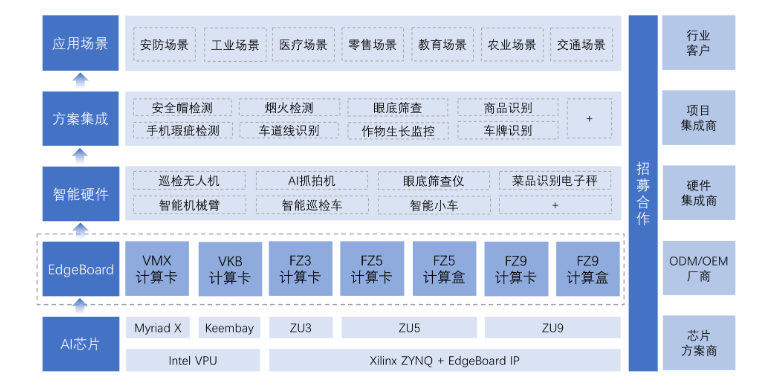 应用场景
安防场景
工业场景
医疗场景
零售场景
教育场景
农业场景
交通场景
行业
客户
方案集成
安全帽检测
烟火检测
眼底筛查
商品识别
+
手机瑕疵检测
车道线识别
作物生长监控
车牌识别
项目
集成商
智能硬件
巡检无人机
AI抓拍机
眼底筛查仪
菜品识别电子秤
智能机械臂
智能巡检车
智能小车
+
招募合作
硬件
集成商
EdgeBoard
VMX
计算卡
VKB
计算卡
FZ3
计算卡
FZ5
计算卡
FZ5
计算盒
FZ9
计算卡
FZ9
计算盒
ODM/OEM
厂商
AI芯片
Myriad X
Keembay
ZU3
ZU5
ZU9
Intel VPU
Xilinx ZYNQ + EdgeBoard IP
芯片
方案商